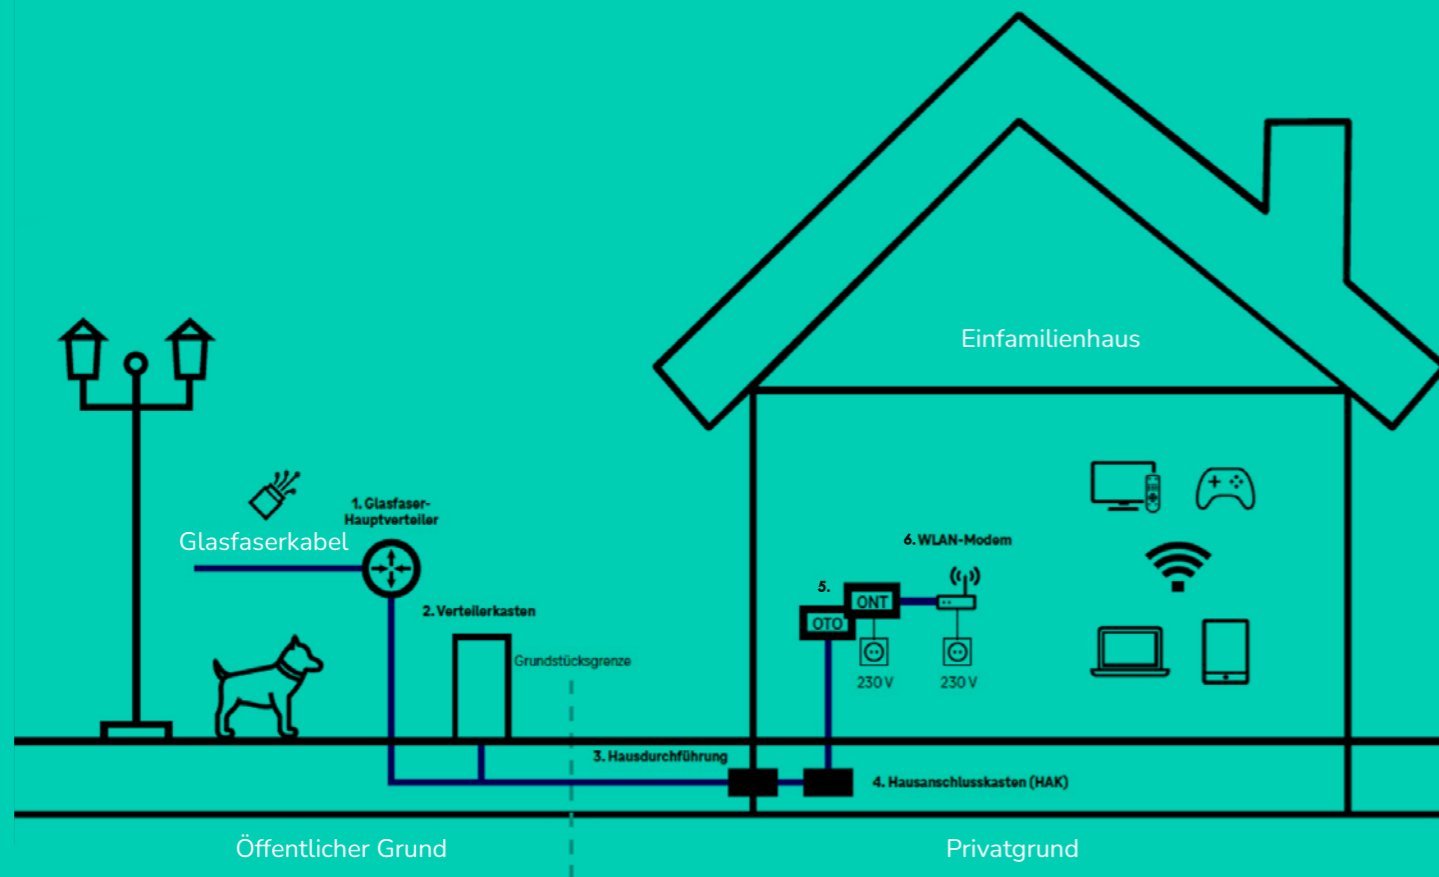 Einfamilienhaus
1. Glasfaser-
Hauptverteiler
Glasfaserkabel
2. Verteilerkasten
Grundstücksgrenze
6. WLAN-Modem
5.
ONT
OTO
230 V
230 V
3. Hausdurchführung
4. Hausanschlusskasten (HAK)
Öffentlicher Grund
Privatgrund